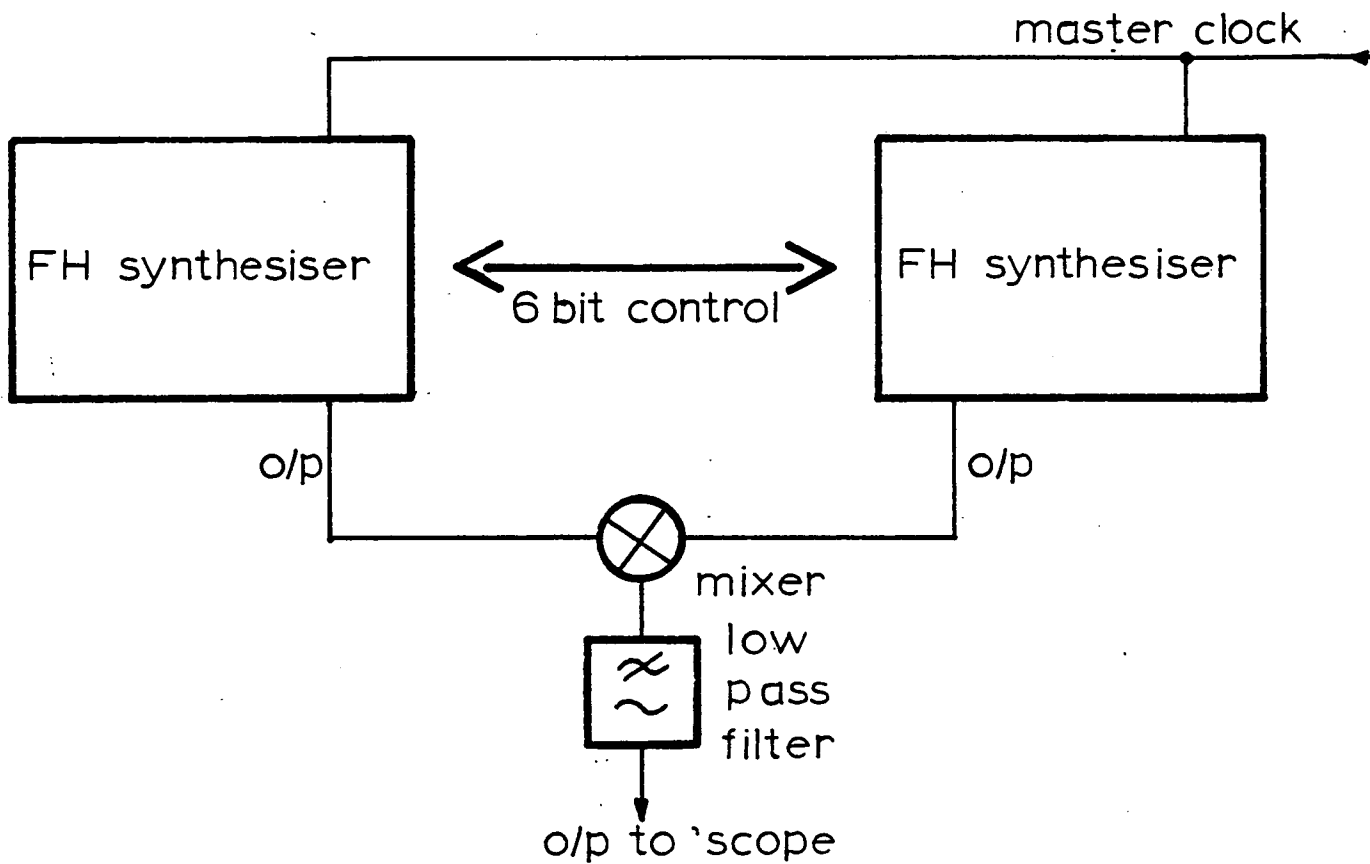 master clock
FH synthesiser
FH synthesiser
6 bit control
o/p
o/p
mixer
low
pass
filter
o/p to 'scope